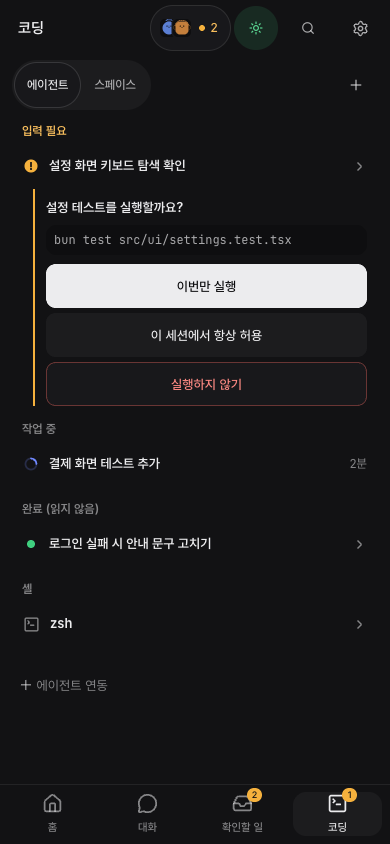 코딩
2
에이전트
스페이스
입력 필요
설정 화면 키보드 탐색 확인
설정 테스트를 실행할까요?
bun test src/ui/settings.test.tsx
이번만 실행
이 세션에서 항상 허용
실행하지 않기
작업 중
결제 화면 테스트 추가
2분
완료 (읽지 않음)
로그인 실패 시 안내 문구 고치기
셸
zsh
에이전트 연동
홈
대화
2
확인할 일
1
코딩